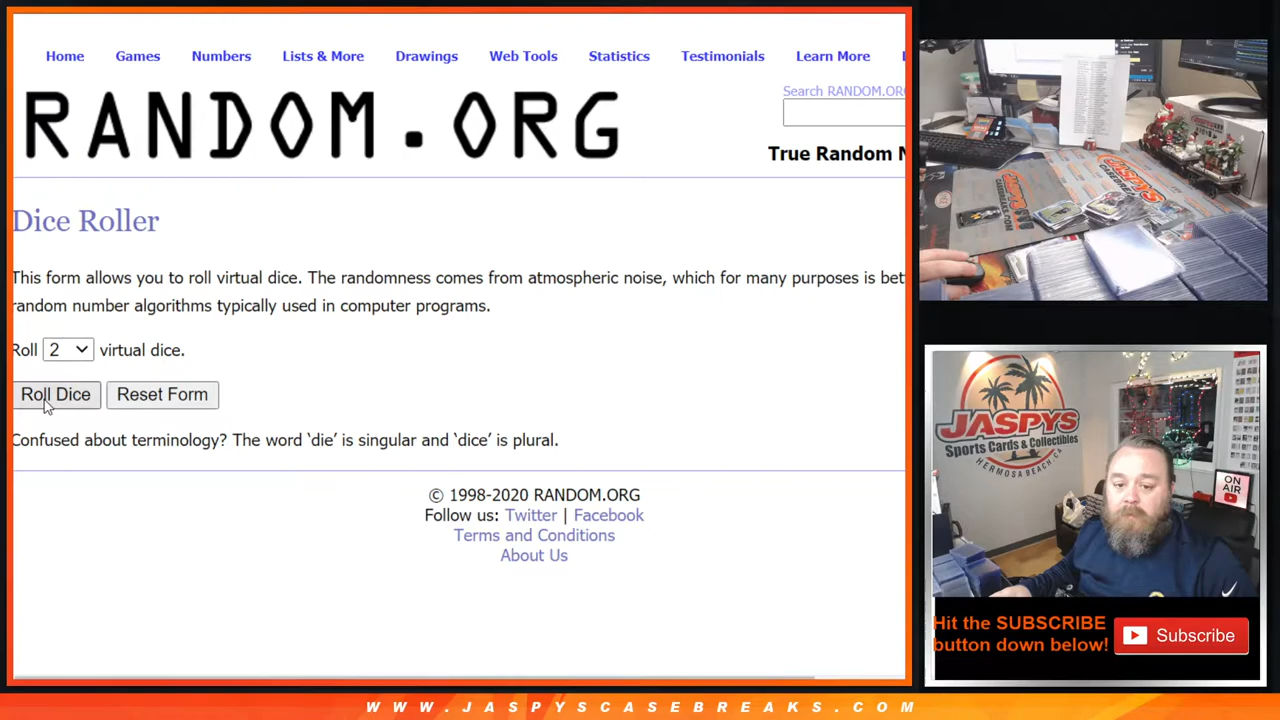 Home Games Numbers Lists & More Drawings Web Tools Statistics Testimonials Learn More
Search RANDOM.ORG
RANDOM.ORG
True Random N
Dice Roller
This form allows you to roll virtual dice. The randomness comes from atmospheric noise, which for many purposes is bet
random number algorithms typically used in computer programs.
Roll 2 virtual dice.
Roll Dice Reset Form
Confused about terminology? The word ‘die’ is singular and ‘dice’ is plural.
© 1998-2020 RANDOM.ORG
Follow us: Twitter | Facebook
Terms and Conditions
About Us
JASPYS
CASEBREAKS
JASPYS
Sports Cards & Collectibles
HERMOSA BEACH, CA
ON
AIR
Hit the SUBSCRIBE
button down below!
Subscribe
WWW.JASPYSCASEBREAKS.COM